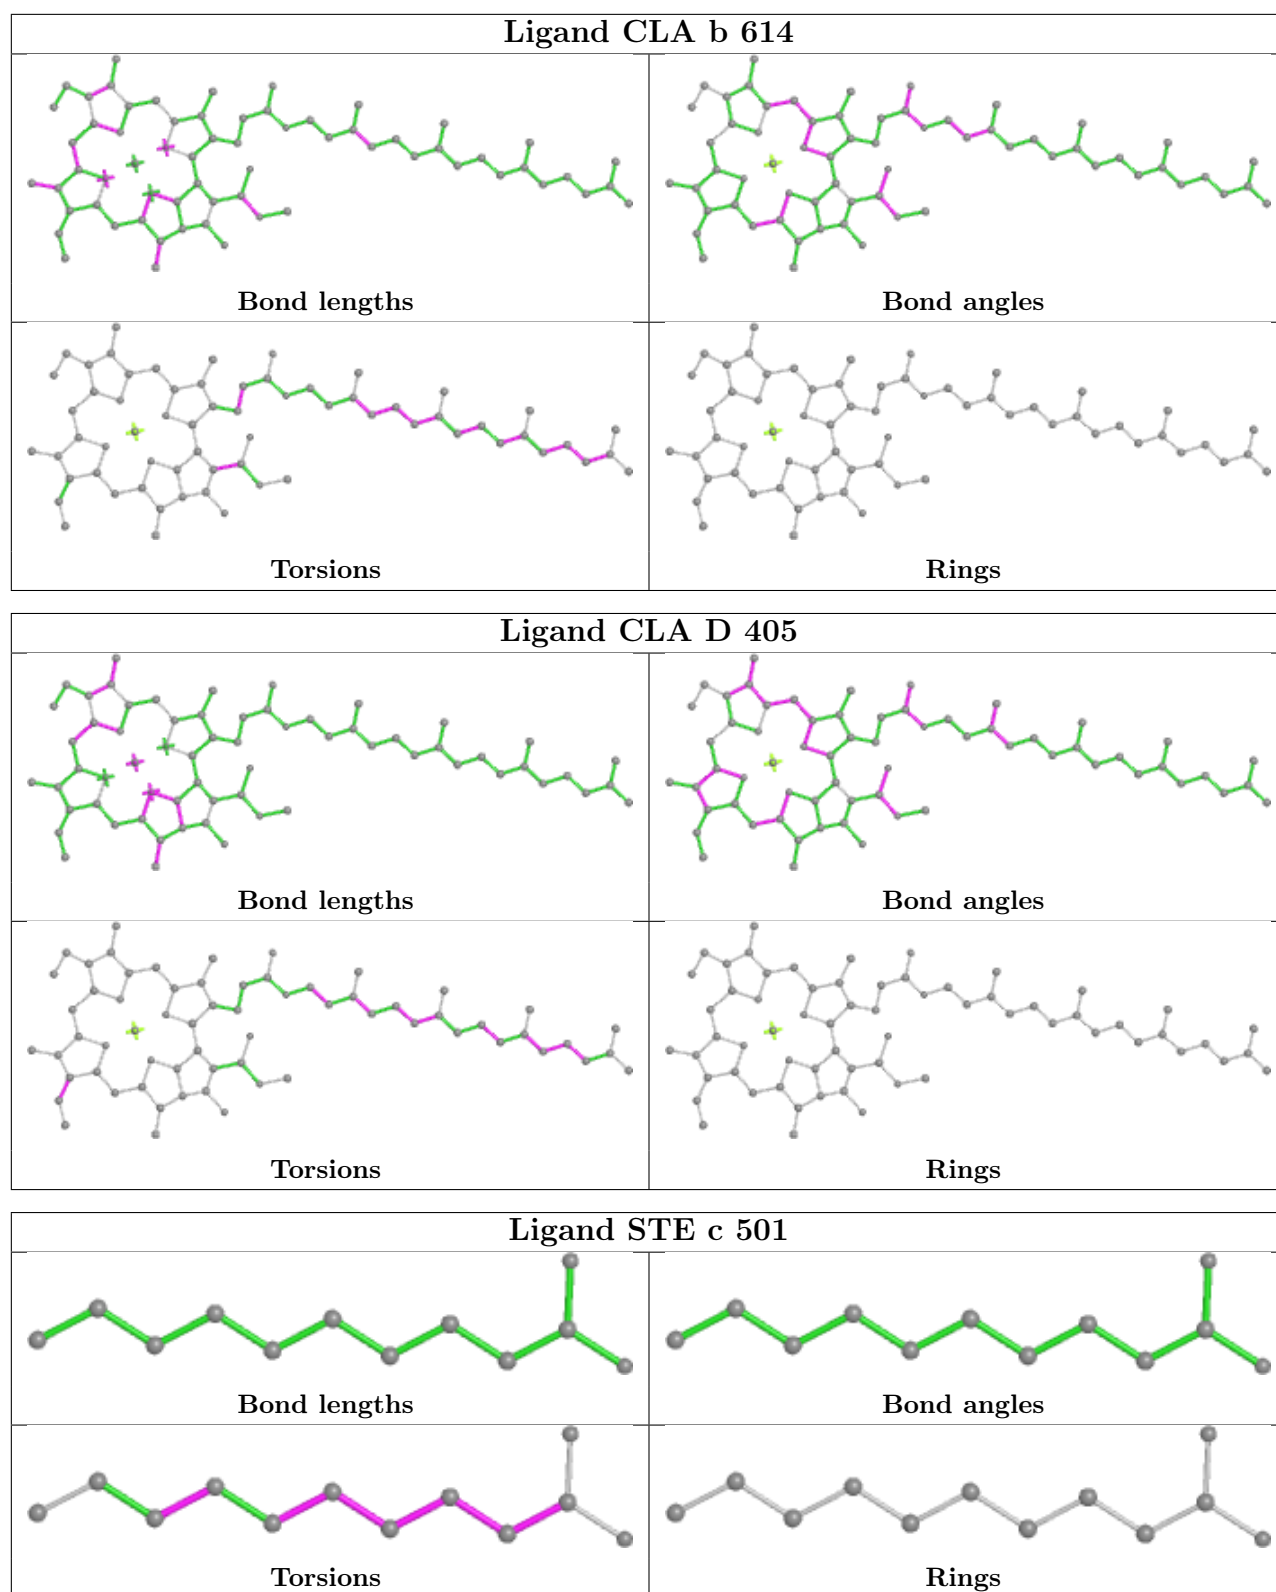 Ligand CLA b 614
Bond lengths
Bond angles
Torsions
Rings
Ligand CLA D 405
Bond lengths
Bond angles
Torsions
Rings
Ligand STE c 501
Bond lengths
Bond angles
Torsions
Rings